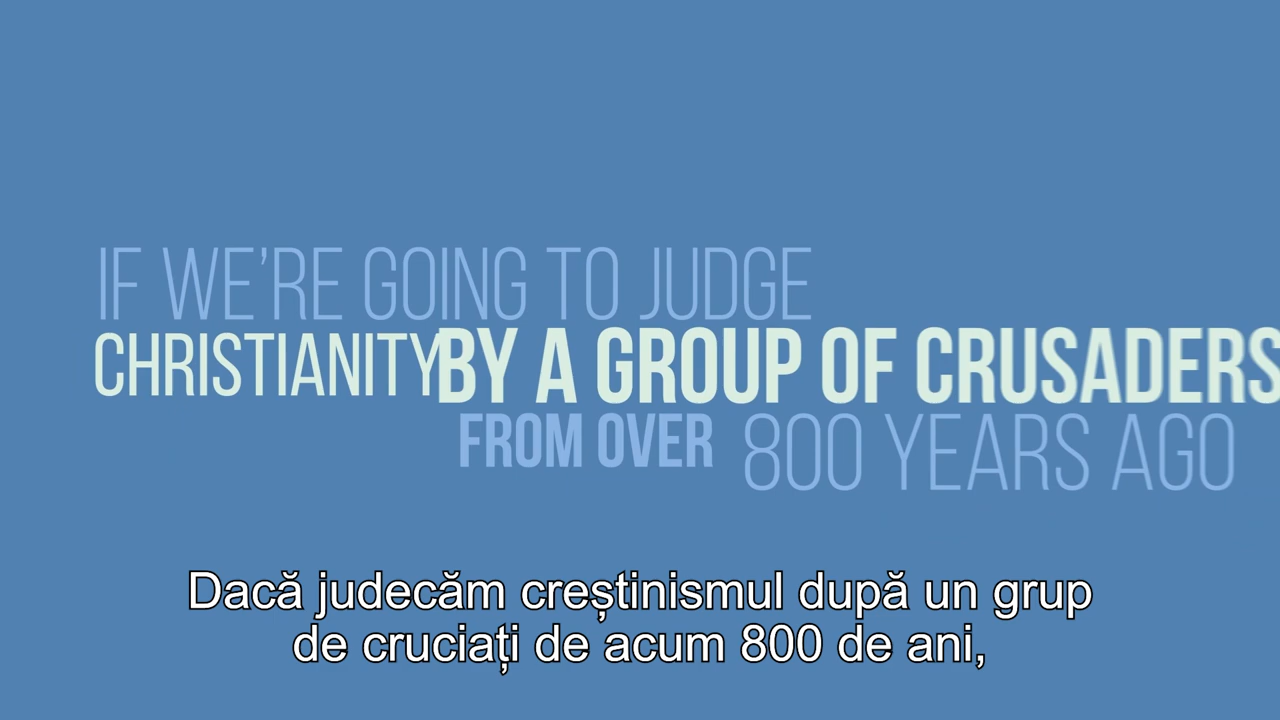 IF WE'RE GOING TO JUDGE
CHRISTIANITY BY A GROUP OF CRUSADERS
FROM OVER 800 YEARS AGO
Dacă judecăm creștinismul după un grup
de cruciați de acum 800 de ani,